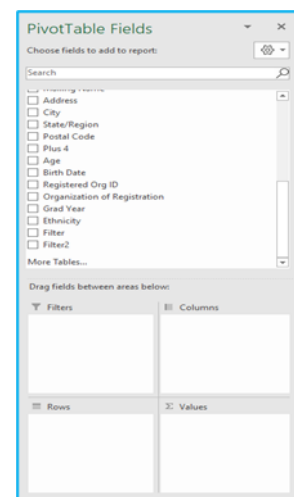 PivotTable Fields
Choose fields to add to report:
Search
Mailing Name
Address
City
State/Region
Postal Code
Plus 4
Age
Birth Date
Registered Org ID
Organization of Registration
Grad Year
Ethnicity
Filter
Filter2
More Tables...
Drag fields between areas below:
Filters
Columns
Rows
Σ Values